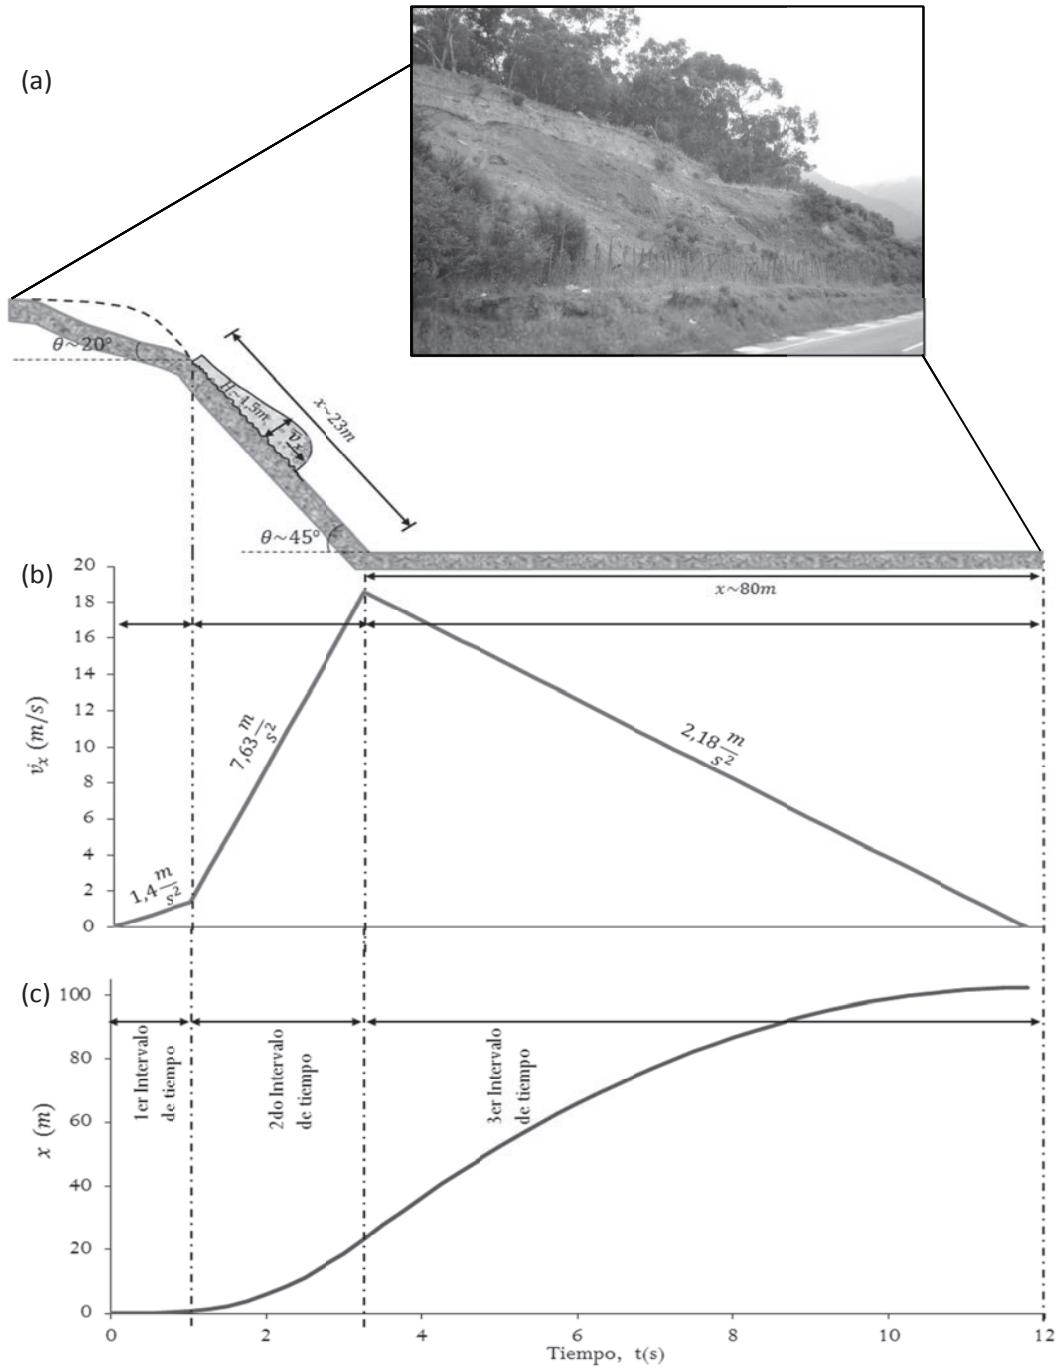 (a)
θ~20°
H~1,5m
v̄ₓ
x~23m
θ~45°
x~80m
(b)
20
18
16
14
12
10
8
6
4
2
0
v̇ₓ (m/s)
1,4 m/s²
7,63 m/s²
2,18 m/s²
(c)
100
80
60
40
20
0
x (m)
1er Intervalo
de tiempo
2do Intervalo
de tiempo
3er Intervalo
de tiempo
0 2 4 6 8 10 12
Tiempo, t(s)